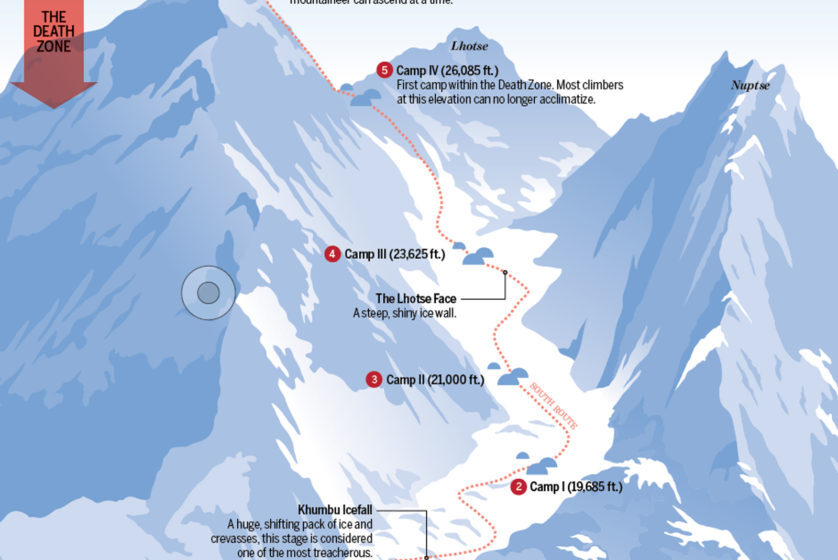 mountaineer can ascend at a time.
THE
DEATH
ZONE
Lhotse
5 Camp IV (26,085 ft.)
First camp within the Death Zone. Most climbers
at this elevation can no longer acclimatize.
Nuptse
4 Camp III (23,625 ft.)
The Lhotse Face
A steep, shiny ice wall.
3 Camp II (21,000 ft.)
SOUTH ROUTE
2 Camp I (19,685 ft.)
Khumbu Icefall
A huge, shifting pack of ice and
crevasses, this stage is considered
one of the most treacherous.